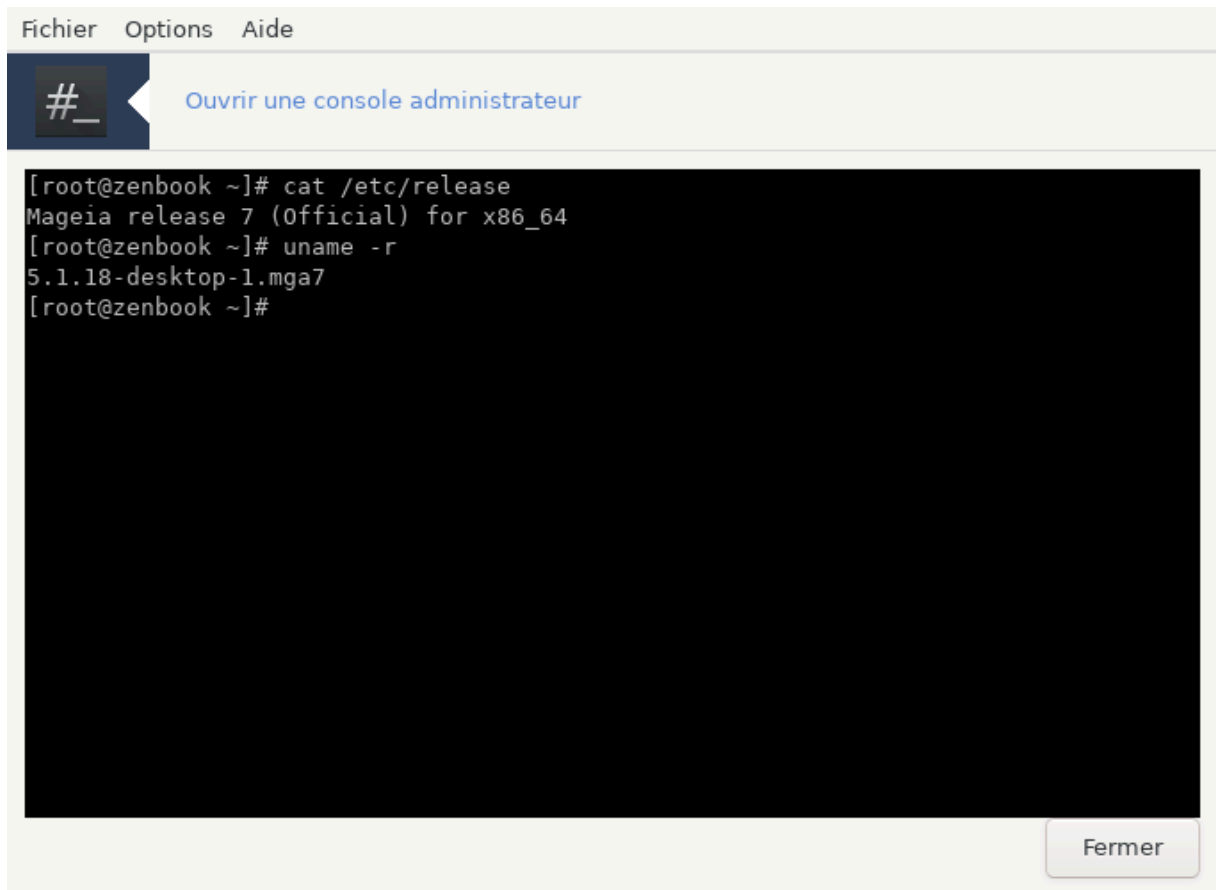 Fichier Options Aide
#_
Ouvrir une console administrateur
[root@zenbook ~]# cat /etc/release
Mageia release 7 (Official) for x86_64
[root@zenbook ~]# uname -r
5.1.18-desktop-1.mga7
[root@zenbook ~]#
Fermer